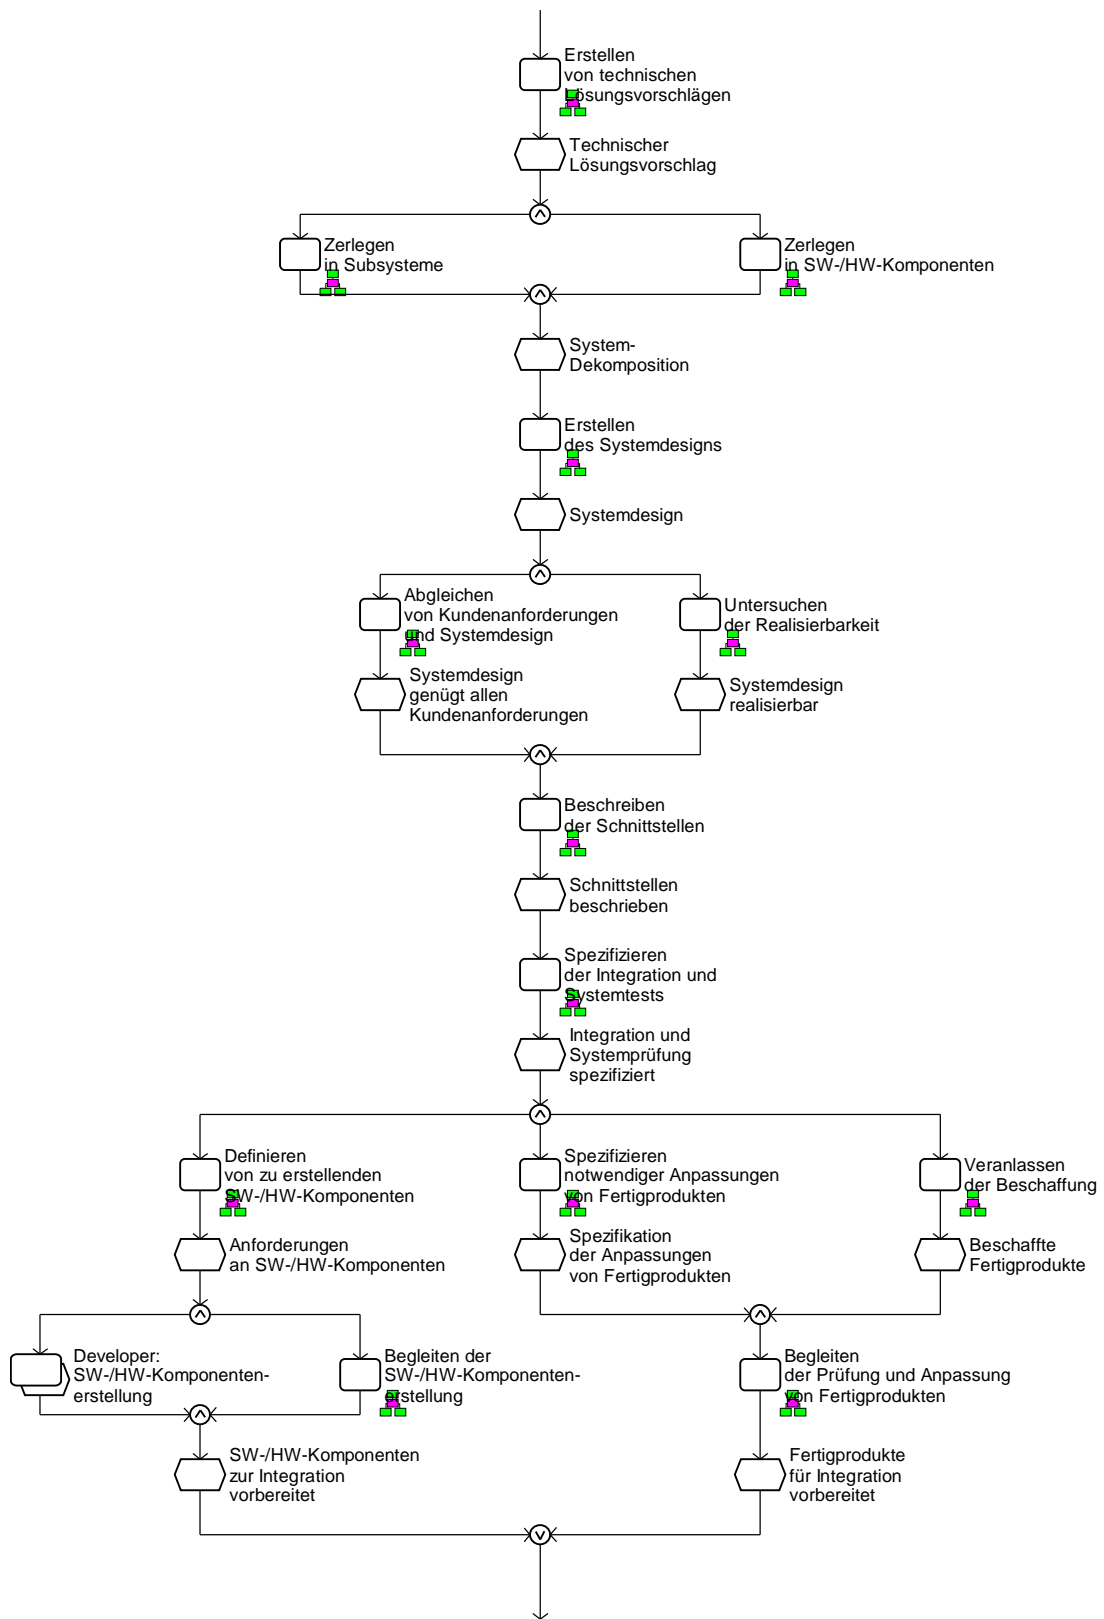 Erstellen
von technischen
Lösungsvorschlägen
Technischer
Lösungsvorschlag
Zerlegen
in Subsysteme
Zerlegen
in SW-/HW-Komponenten
System-
Dekomposition
Erstellen
des Systemdesigns
Systemdesign
Abgleichen
von Kundenanforderungen
und Systemdesign
Untersuchen
der Realisierbarkeit
Systemdesign
genügt allen
Kundenanforderungen
Systemdesign
realisierbar
Beschreiben
der Schnittstellen
Schnittstellen
beschrieben
Spezifizieren
der Integration und
Systemtests
Integration und
Systemprüfung
spezifiziert
Definieren
von zu erstellenden
SW-/HW-Komponenten
Spezifizieren
notwendiger Anpassungen
von Fertigprodukten
Veranlassen
der Beschaffung
Anforderungen
an SW-/HW-Komponenten
Spezifikation
der Anpassungen
von Fertigprodukten
Beschaffte
Fertigprodukte
Developer:
SW-/HW-Komponenten-
erstellung
Begleiten der
SW-/HW-Komponenten-
erstellung
Begleiten
der Prüfung und Anpassung
von Fertigprodukten
SW-/HW-Komponenten
zur Integration
vorbereitet
Fertigprodukte
für Integration
vorbereitet